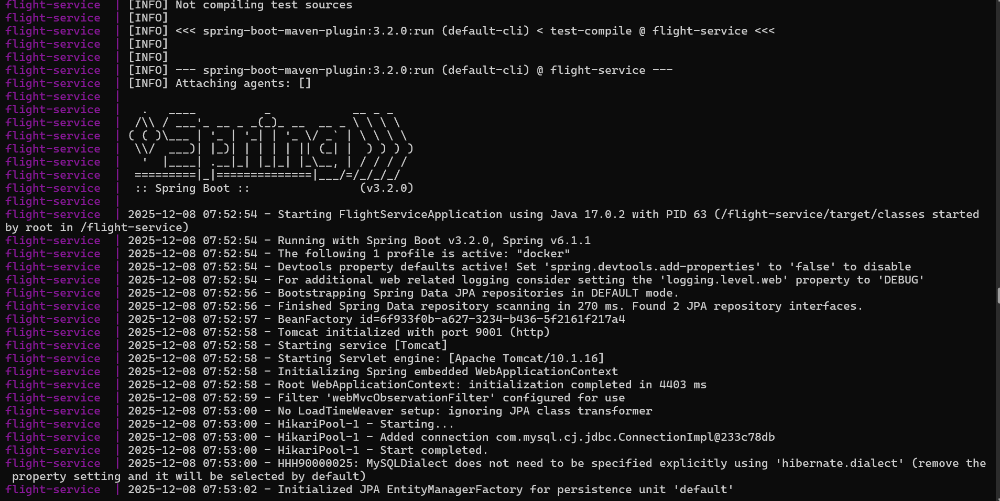 flight-service  | [INFO] Not compiling test sources
flight-service  | [INFO]
flight-service  | [INFO] <<< spring-boot-maven-plugin:3.2.0:run (default-cli) < test-compile @ flight-service <<<
flight-service  | [INFO]
flight-service  | [INFO]
flight-service  | [INFO] --- spring-boot-maven-plugin:3.2.0:run (default-cli) @ flight-service ---
flight-service  | [INFO] Attaching agents: []
flight-service  |
flight-service  |   .   ____          _            __ _ _
flight-service  |  /\\ / ___'_ __ _ _(_)_ __  __ _ \ \ \ \
flight-service  | ( ( )\___ | '_ | '_| | '_ \/ _` | \ \ \ \
flight-service  |  \\/  ___)| |_)| | | | | || (_| |  ) ) ) )
flight-service  |   '  |____| .__|_| |_|_| |_\__, | / / / /
flight-service  |  =========|_|==============|___/=/_/_/_/
flight-service  |  :: Spring Boot ::                (v3.2.0)
flight-service  |
flight-service  | 2025-12-08 07:52:54 - Starting FlightServiceApplication using Java 17.0.2 with PID 63 (/flight-service/target/classes started
by root in /flight-service)
flight-service  | 2025-12-08 07:52:54 - Running with Spring Boot v3.2.0, Spring v6.1.1
flight-service  | 2025-12-08 07:52:54 - The following 1 profile is active: "docker"
flight-service  | 2025-12-08 07:52:54 - Devtools property defaults active! Set 'spring.devtools.add-properties' to 'false' to disable
flight-service  | 2025-12-08 07:52:54 - For additional web related logging consider setting the 'logging.level.web' property to 'DEBUG'
flight-service  | 2025-12-08 07:52:56 - Bootstrapping Spring Data JPA repositories in DEFAULT mode.
flight-service  | 2025-12-08 07:52:56 - Finished Spring Data repository scanning in 270 ms. Found 2 JPA repository interfaces.
flight-service  | 2025-12-08 07:52:57 - BeanFactory id=6f933f0b-a627-3234-b436-5f2161f217a4
flight-service  | 2025-12-08 07:52:58 - Tomcat initialized with port 9001 (http)
flight-service  | 2025-12-08 07:52:58 - Starting service [Tomcat]
flight-service  | 2025-12-08 07:52:58 - Starting Servlet engine: [Apache Tomcat/10.1.16]
flight-service  | 2025-12-08 07:52:58 - Initializing Spring embedded WebApplicationContext
flight-service  | 2025-12-08 07:52:58 - Root WebApplicationContext: initialization completed in 4403 ms
flight-service  | 2025-12-08 07:52:59 - Filter 'webMvcObservationFilter' configured for use
flight-service  | 2025-12-08 07:53:00 - No LoadTimeWeaver setup: ignoring JPA class transformer
flight-service  | 2025-12-08 07:53:00 - HikariPool-1 - Starting...
flight-service  | 2025-12-08 07:53:00 - HikariPool-1 - Added connection com.mysql.cj.jdbc.ConnectionImpl@233c78db
flight-service  | 2025-12-08 07:53:00 - HikariPool-1 - Start completed.
flight-service  | 2025-12-08 07:53:00 - HHH90000025: MySQLDialect does not need to be specified explicitly using 'hibernate.dialect' (remove the
 property setting and it will be selected by default)
flight-service  | 2025-12-08 07:53:02 - Initialized JPA EntityManagerFactory for persistence unit 'default'